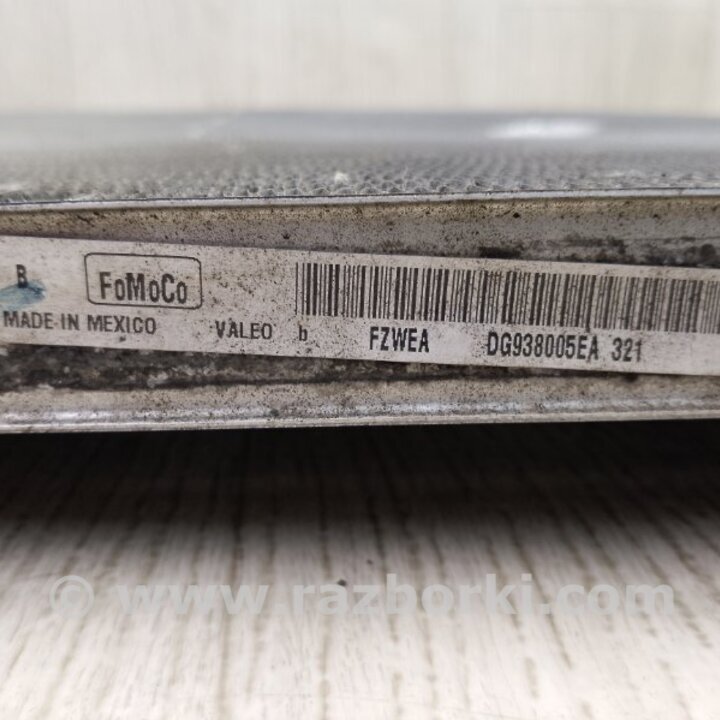 B FoMoCo
MADE IN MEXICO VALEO b FZWEA DG938005EA 321
© www.razborki.com